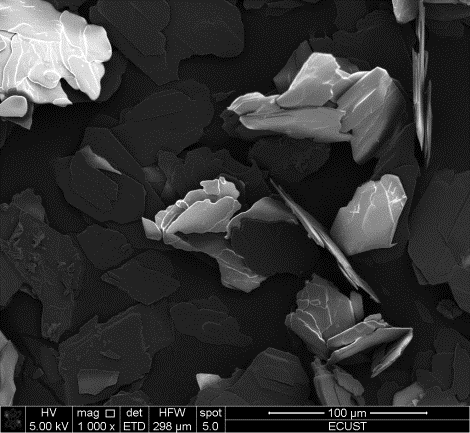 HV mag □ det HFW spot
5.00 kV 1 000 x ETD 298 μm 5.0
100 μm
ECUST